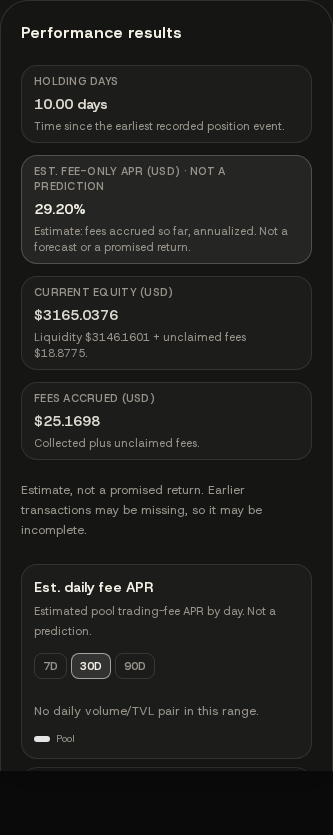 Performance results
HOLDING DAYS
10.00 days
Time since the earliest recorded position event.
EST. FEE-ONLY APR (USD) · NOT A
PREDICTION
29.20%
Estimate: fees accrued so far, annualized. Not a
forecast or a promised return.
CURRENT EQUITY (USD)
$3165.0376
Liquidity $3146.1601 + unclaimed fees
$18.8775.
FEES ACCRUED (USD)
$25.1698
Collected plus unclaimed fees.
Estimate, not a promised return. Earlier
transactions may be missing, so it may be
incomplete.
Est. daily fee APR
Estimated pool trading-fee APR by day. Not a
prediction.
7D 30D 90D
No daily volume/TVL pair in this range.
Pool